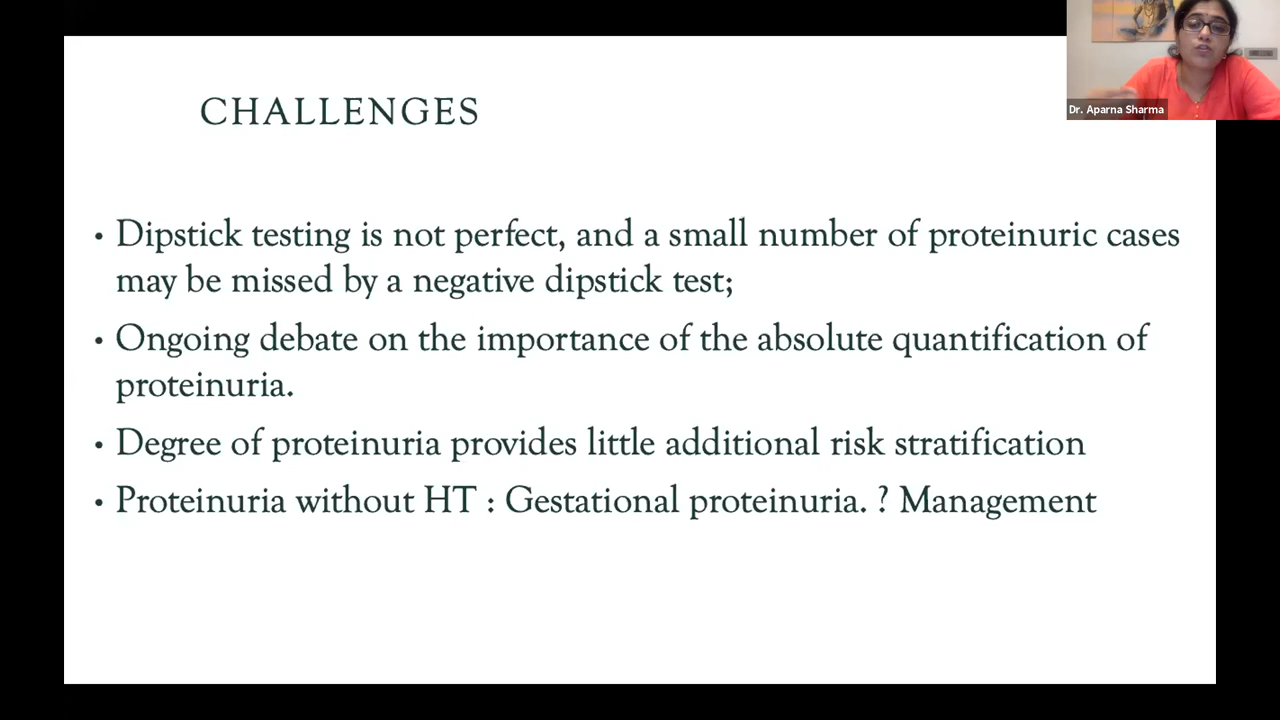 Dr. Aparna Sharma
CHALLENGES
• Dipstick testing is not perfect, and a small number of proteinuric cases
may be missed by a negative dipstick test;
• Ongoing debate on the importance of the absolute quantification of
proteinuria.
• Degree of proteinuria provides little additional risk stratification
• Proteinuria without HT : Gestational proteinuria. ? Management